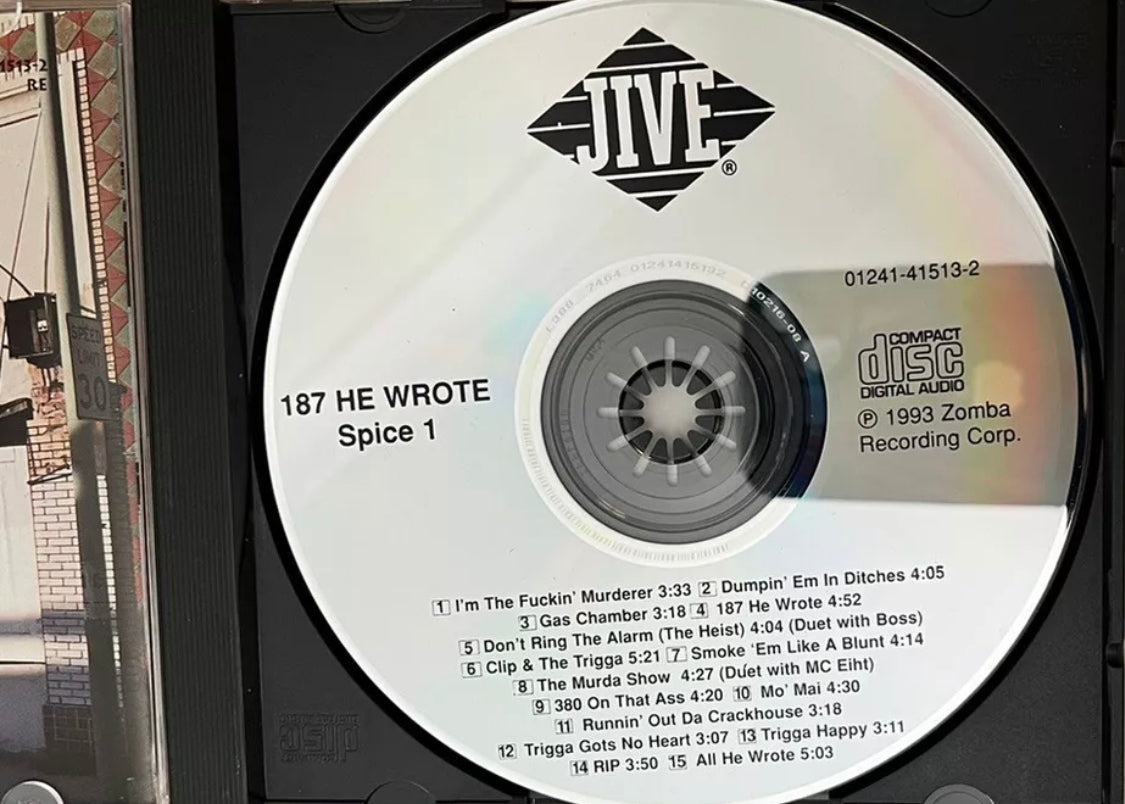 1513-2
RE
SPEED
LIMIT
30
JIVE
®
01241-41513-2
COMPACT
disc
DIGITAL AUDIO
℗ 1993 Zomba
Recording Corp.
187 HE WROTE
Spice 1
1 I'm The Fuckin' Murderer 3:33 2 Dumpin' Em In Ditches 4:05
3 Gas Chamber 3:18 4 187 He Wrote 4:52
5 Don't Ring The Alarm (The Heist) 4:04 (Duet with Boss)
6 Clip & The Trigga 5:21 7 Smoke 'Em Like A Blunt 4:14
8 The Murda Show 4:27 (Duet with MC Eiht)
9 380 On That Ass 4:20 10 Mo' Mai 4:30
11 Runnin' Out Da Crackhouse 3:18
12 Trigga Gots No Heart 3:07 13 Trigga Happy 3:11
14 RIP 3:50 15 All He Wrote 5:03
disc